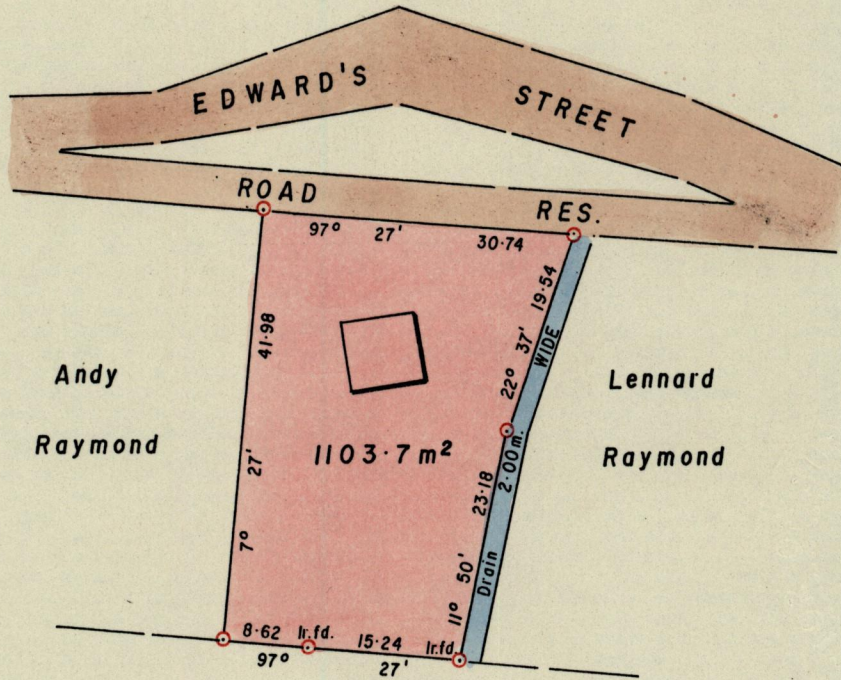 EDWARD'S STREET
ROAD RES.
97° 27' 30·74
41·98
27'
7°
19·54
37'
22°
WIDE
2·00m.
Drain
23·18
50'
11°
Andy
Raymond
Lennard
Raymond
1103·7 m²
8·62 Ir.fd. 15·24 Ir.fd.
97° 27'